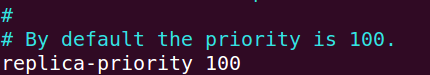 #
# By default the priority is 100.
replica-priority 100